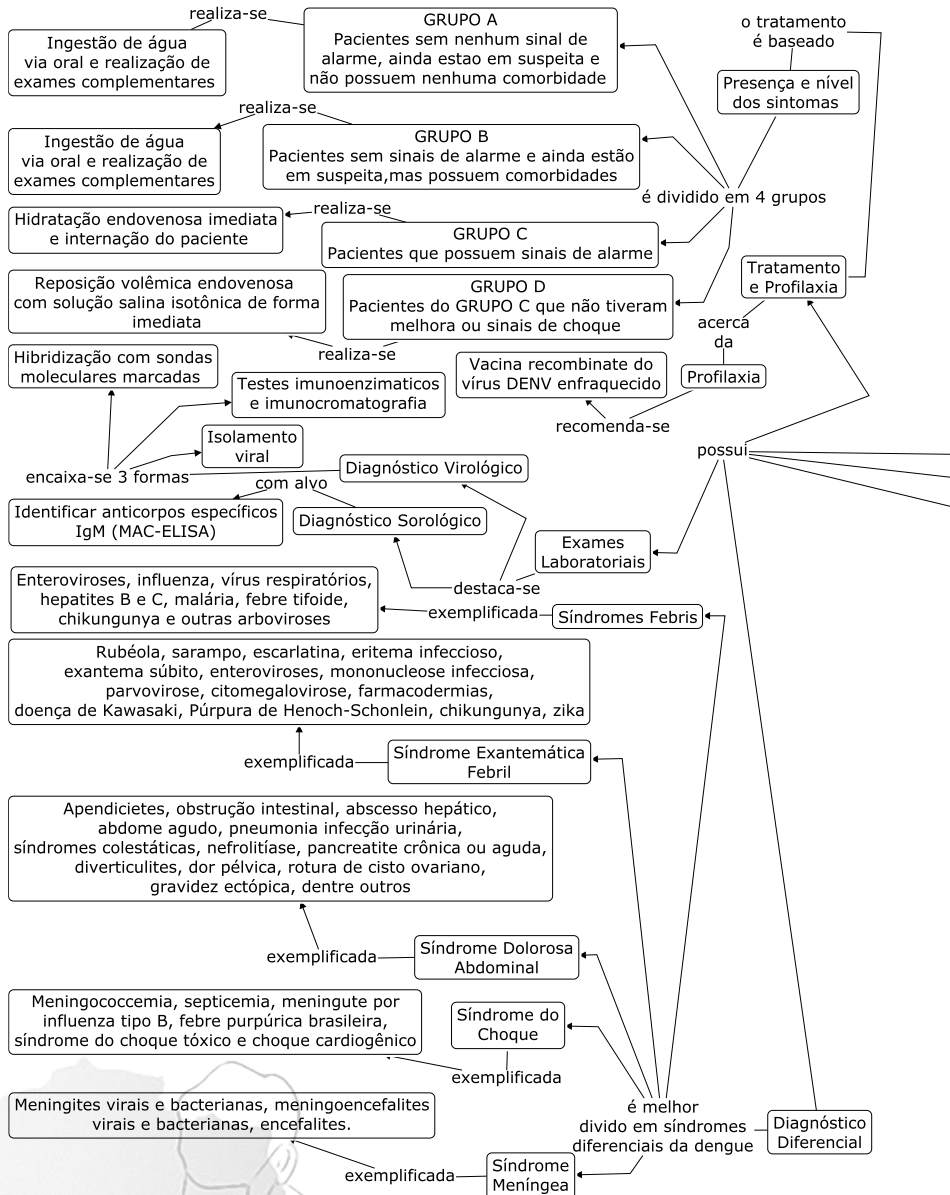 realiza-se
Ingestão de água
via oral e realização de
exames complementares
GRUPO A
Pacientes sem nenhum sinal de
alarme, ainda estao em suspeita e
não possuem nenhuma comorbidade
o tratamento
é baseado
Presença e nível
dos sintomas
realiza-se
Ingestão de água
via oral e realização de
exames complementares
GRUPO B
Pacientes sem sinais de alarme e ainda estão
em suspeita,mas possuem comorbidades
é dividido em 4 grupos
Hidratação endovenosa imediata
e internação do paciente
realiza-se
GRUPO C
Pacientes que possuem sinais de alarme
Reposição volêmica endovenosa
com solução salina isotônica de forma
imediata
GRUPO D
Pacientes do GRUPO C que não tiveram
melhora ou sinais de choque
Tratamento
e Profilaxia
realiza-se
acerca
da
Hibridização com sondas
moleculares marcadas
Vacina recombinate do
vírus DENV enfraquecido
Profilaxia
Testes imunoenzimaticos
e imunocromatografia
recomenda-se
Isolamento
viral
possui
encaixa-se 3 formas
Diagnóstico Virológico
com alvo
Identificar anticorpos específicos
IgM (MAC-ELISA)
Diagnóstico Sorológico
Exames
Laboratoriais
destaca-se
Enteroviroses, influenza, vírus respiratórios,
hepatites B e C, malária, febre tifoide,
chikungunya e outras arboviroses
exemplificada
Síndromes Febris
Rubéola, sarampo, escarlatina, eritema infeccioso,
exantema súbito, enteroviroses, mononucleose infecciosa,
parvovirose, citomegalovirose, farmacodermias,
doença de Kawasaki, Púrpura de Henoch-Schonlein, chikungunya, zika
exemplificada
Síndrome Exantemática
Febril
Apendicietes, obstrução intestinal, abscesso hepático,
abdome agudo, pneumonia infecção urinária,
síndromes colestáticas, nefrolitíase, pancreatite crônica ou aguda,
diverticulites, dor pélvica, rotura de cisto ovariano,
gravidez ectópica, dentre outros
exemplificada
Síndrome Dolorosa
Abdominal
Meningococcemia, septicemia, meningute por
influenza tipo B, febre purpúrica brasileira,
síndrome do choque tóxico e choque cardiogênico
Síndrome do
Choque
exemplificada
Meningites virais e bacterianas, meningoencefalites
virais e bacterianas, encefalites.
é melhor
divido em síndromes
diferenciais da dengue
Diagnóstico
Diferencial
exemplificada
Síndrome
Meníngea